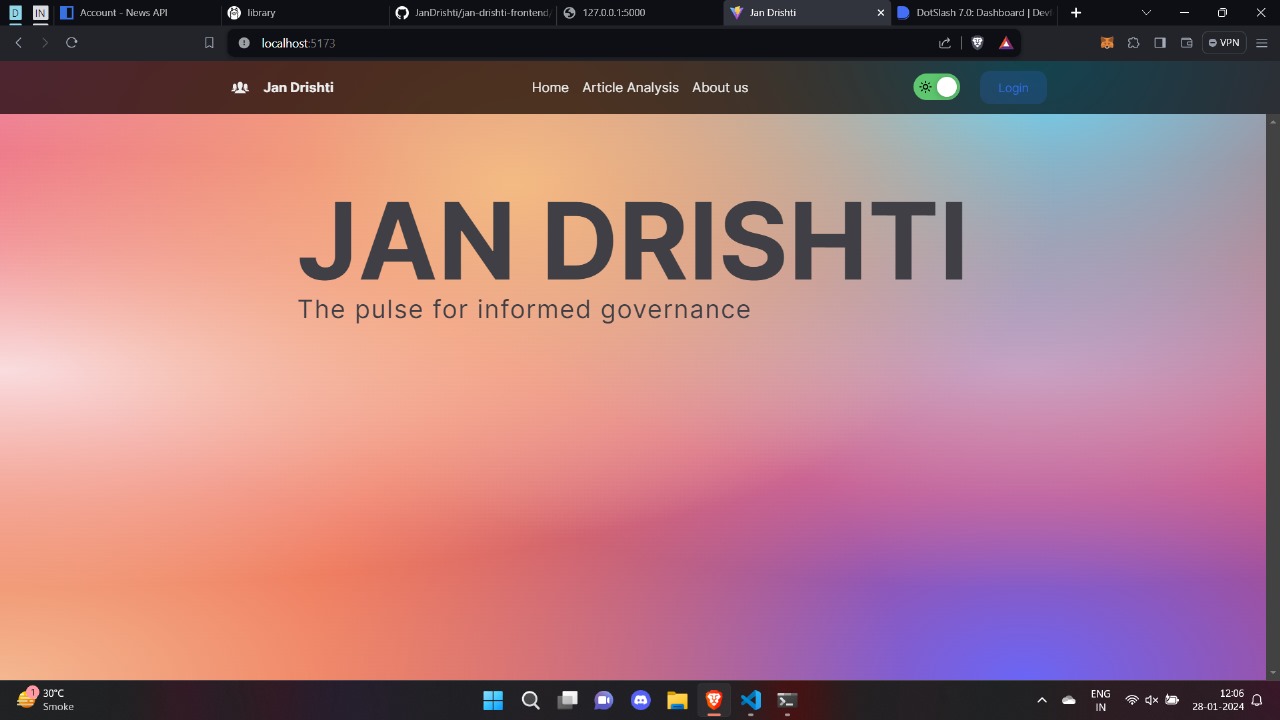 D
IN
Account - News API
library
JanDrishti/jan-drishti-frontend/
127.0.0.1:5000
Jan Drishti
DotSlash 7.0: Dashboard | Dev
localhost:5173
VPN
Jan Drishti
Home
Article Analysis
About us
Login
JAN DRISHTI
The pulse for informed governance
1
30°C
Smoke
ENG
IN
12:06
28-01-2024